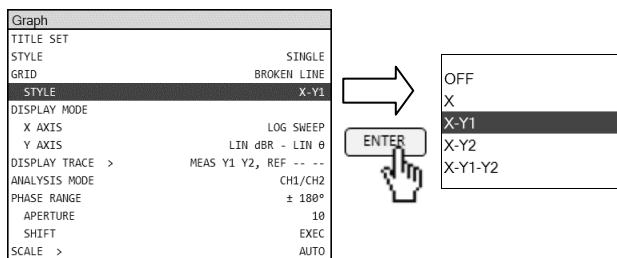 Graph
TITLE SET
STYLE SINGLE
GRID BROKEN LINE
STYLE X-Y1
DISPLAY MODE
X AXIS LOG SWEEP
Y AXIS LIN dBR - LIN θ
DISPLAY TRACE > MEAS Y1 Y2, REF -- --
ANALYSIS MODE CH1/CH2
PHASE RANGE ± 180°
APERTURE 10
SHIFT EXEC
SCALE > AUTO
ENTER
OFF
X
X-Y1
X-Y2
X-Y1-Y2